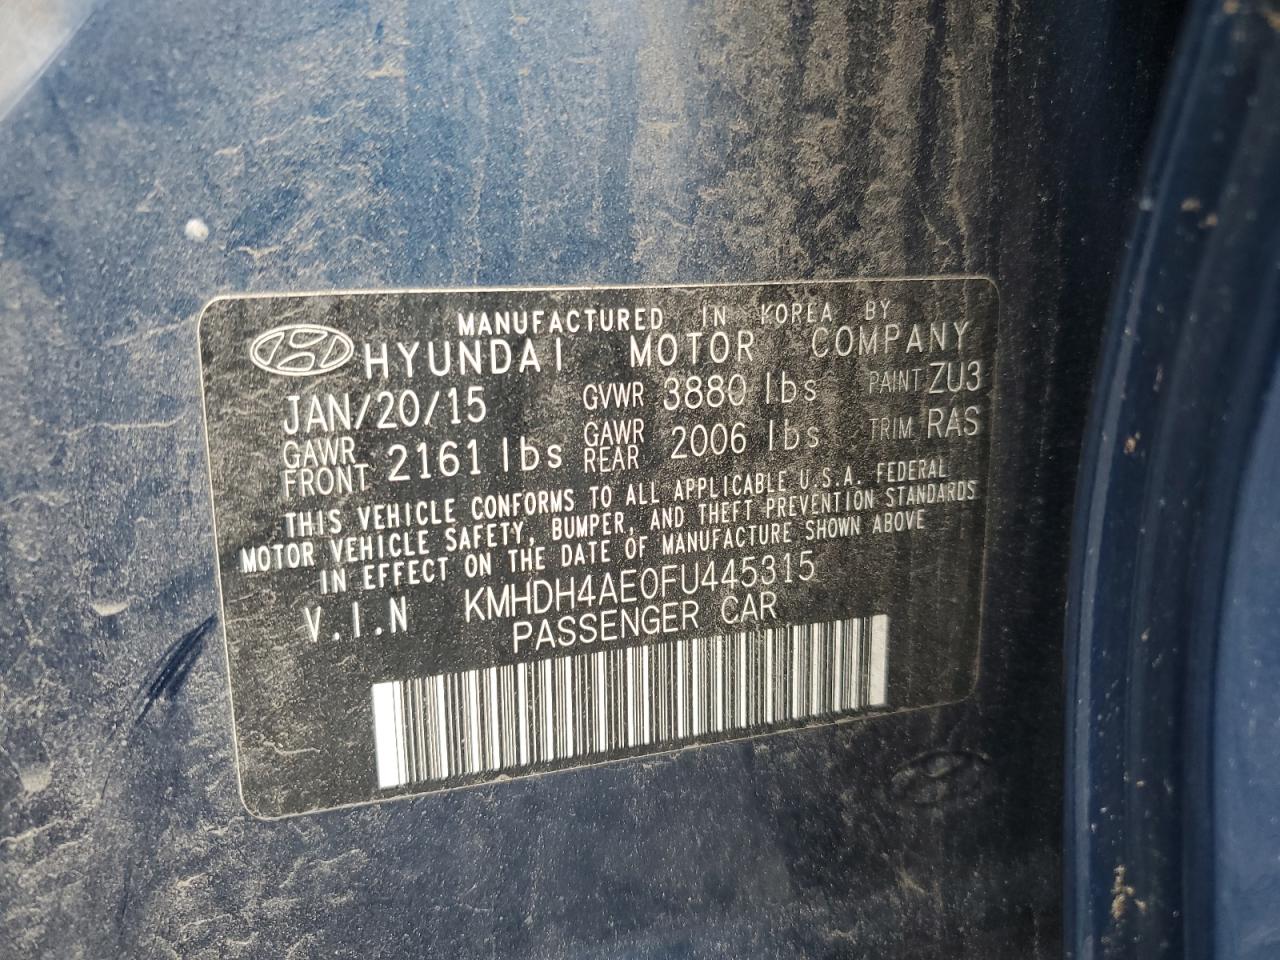 MANUFACTURED IN KOREA BY
HYUNDAI MOTOR COMPANY
JAN/20/15 GVWR 3880 lbs PAINT ZU3
GAWR FRONT 2161 lbs GAWR REAR 2006 lbs TRIM RAS
THIS VEHICLE CONFORMS TO ALL APPLICABLE U.S.A. FEDERAL
MOTOR VEHICLE SAFETY, BUMPER, AND THEFT PREVENTION STANDARDS
IN EFFECT ON THE DATE OF MANUFACTURE SHOWN ABOVE
V.I.N KMHDH4AE0FU445315
PASSENGER CAR